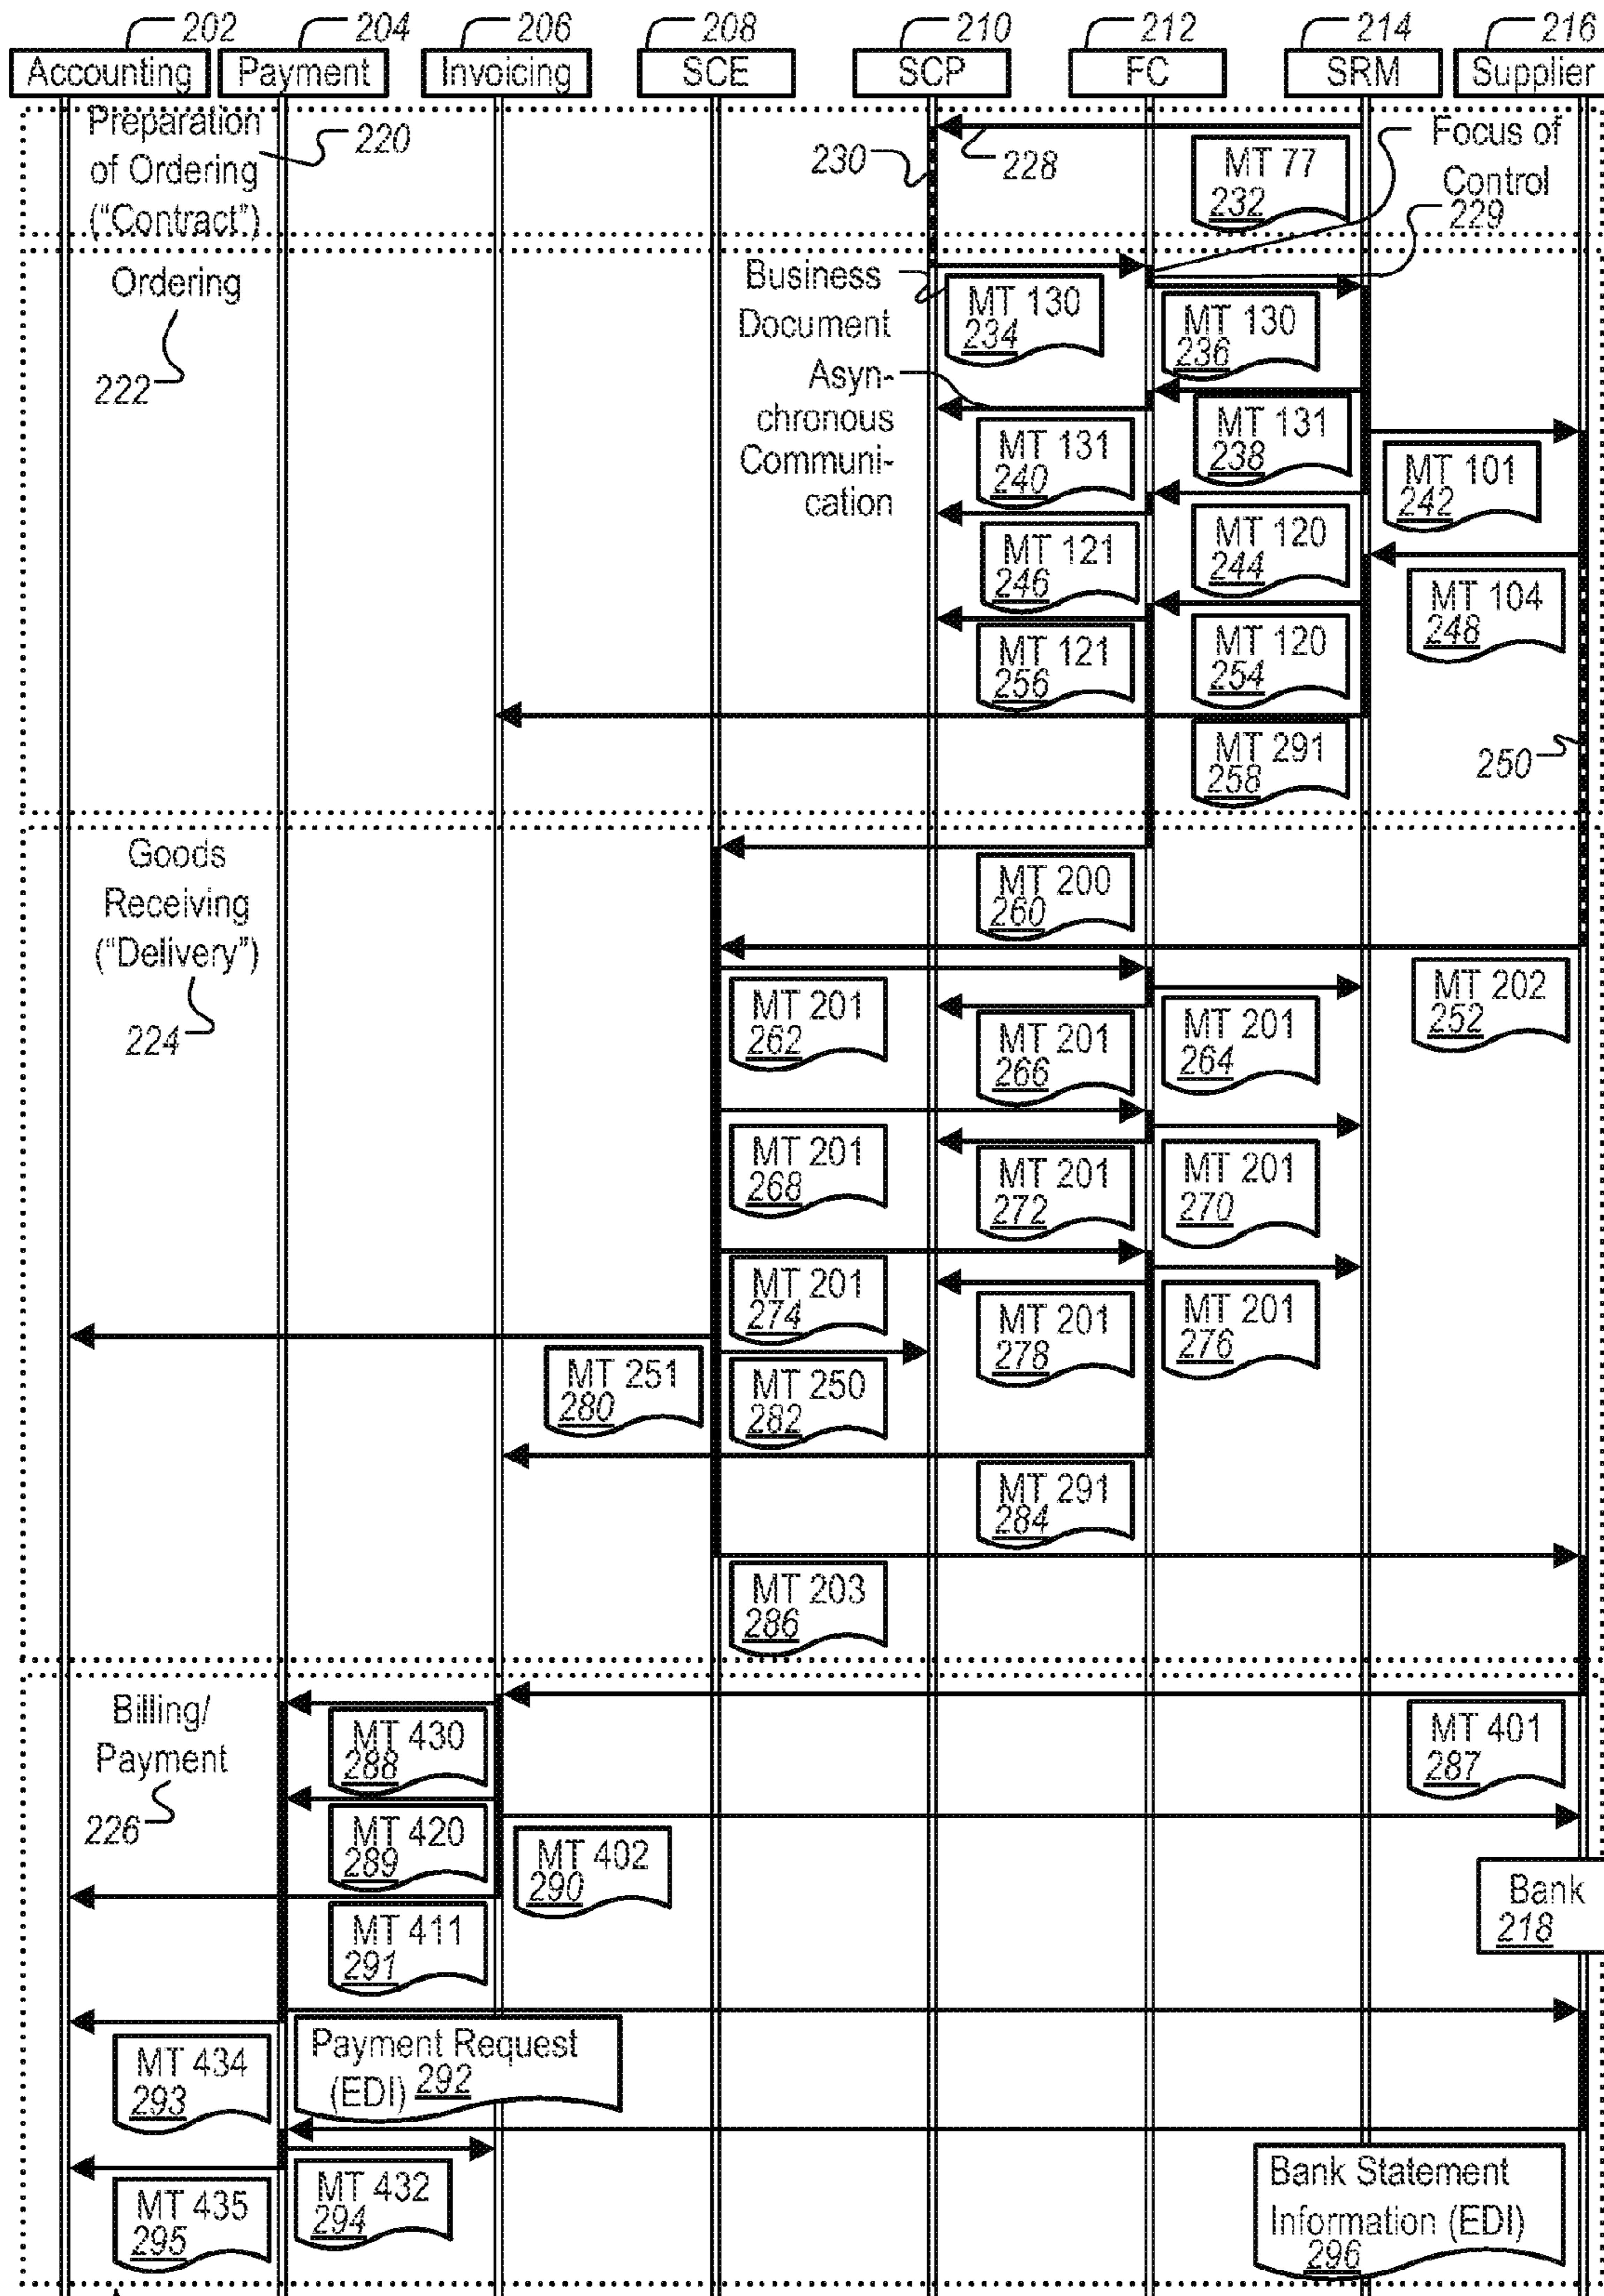 202
204
206
208
210
212
214
216
Accounting
Payment
Invoicing
SCE
SCP
FC
SRM
Supplier
Preparation
of Ordering
("Contract")
220
230
228
MT 77
232
Focus of
Control
229
Ordering
222
Business
Document
MT 130
234
MT 130
236
Asyn-
chronous
Communi-
cation
MT 131
238
MT 131
240
MT 101
242
MT 120
244
MT 121
246
MT 104
248
MT 120
254
MT 121
256
MT 291
258
250
Goods
Receiving
("Delivery")
224
MT 200
260
MT 202
252
MT 201
262
MT 201
266
MT 201
264
MT 201
268
MT 201
272
MT 201
270
MT 201
274
MT 201
278
MT 201
276
MT 251
280
MT 250
282
MT 291
284
MT 203
286
Billing/
Payment
226
MT 430
288
MT 401
287
MT 420
289
MT 402
290
Bank
218
MT 411
291
Payment Request
(EDI) 292
MT 434
293
MT 432
294
MT 435
295
Bank Statement
Information (EDI)
296